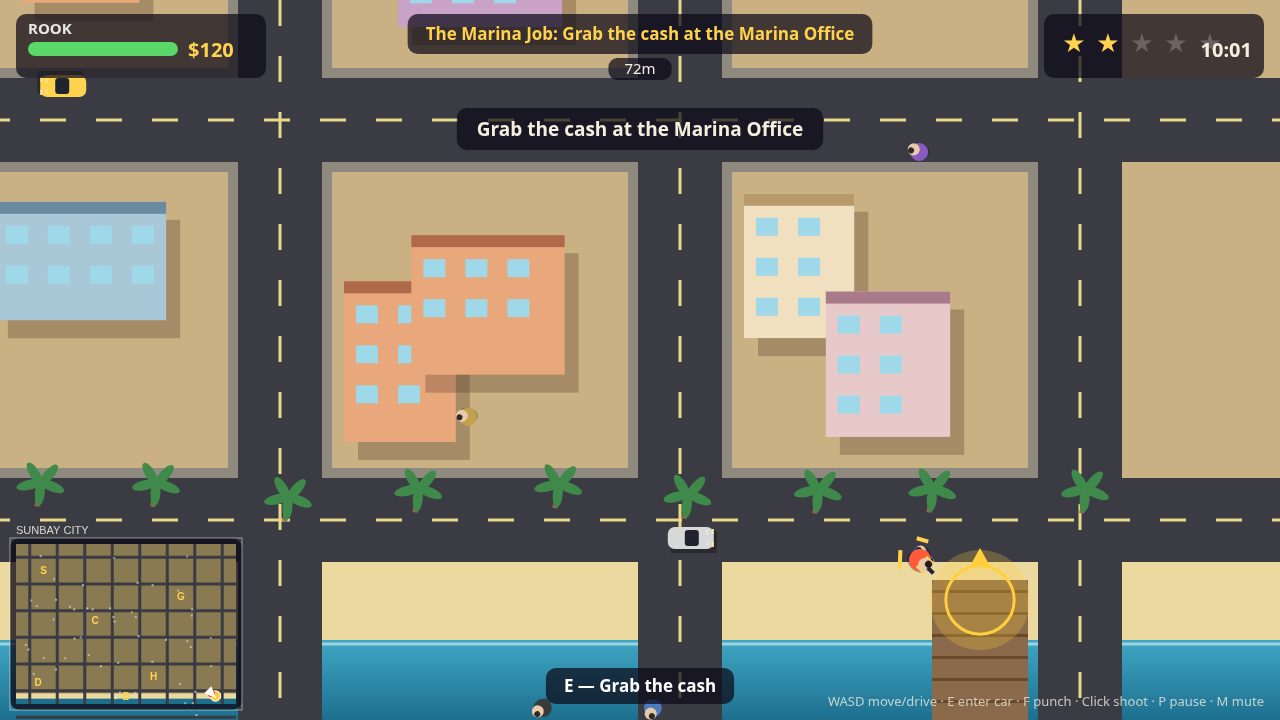 ROOK
$120
The Marina Job: Grab the cash at the Marina Office
72m
10:01
Grab the cash at the Marina Office
SUNBAY CITY
S
G
C
D
H
E — Grab the cash
WASD move/drive · E enter car · F punch · Click shoot · P pause · M mute